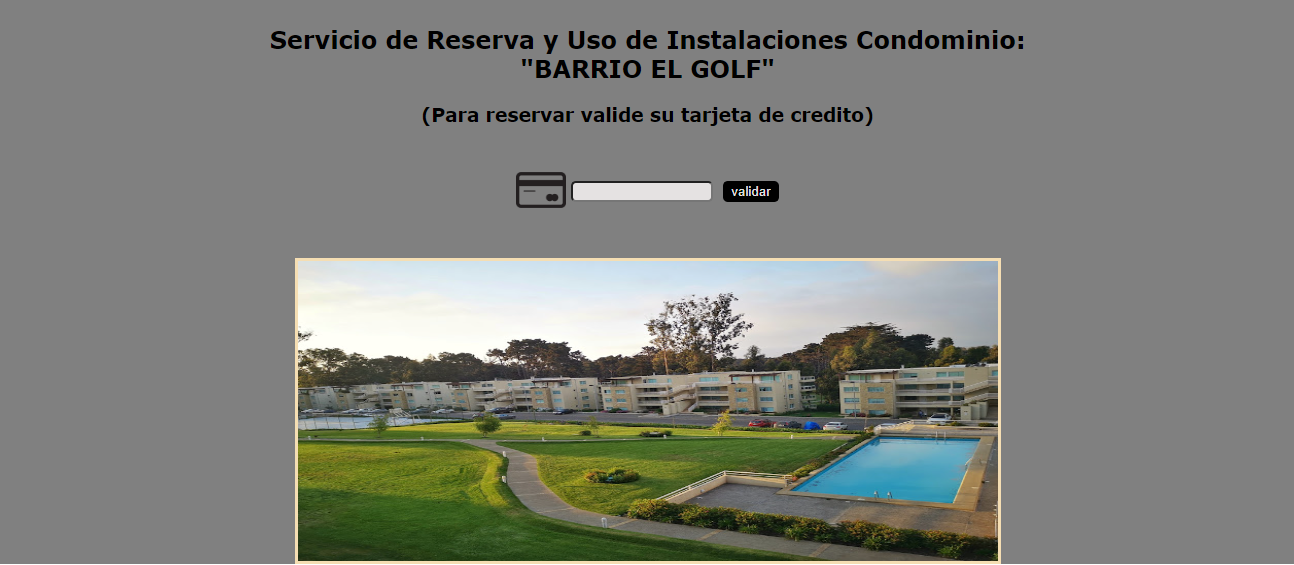 Servicio de Reserva y Uso de Instalaciones Condominio:
"BARRIO EL GOLF"
(Para reservar valide su tarjeta de credito)
validar